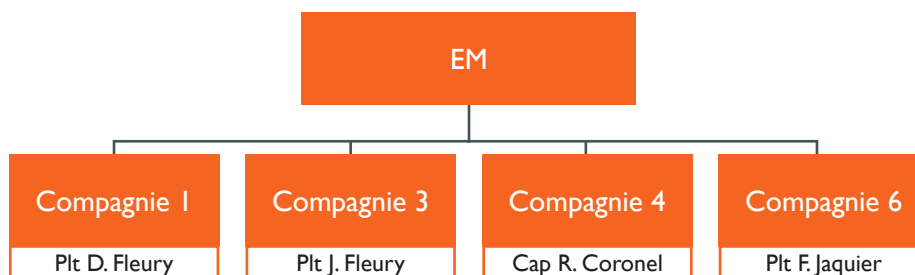 EM
Compagnie 1
Compagnie 3
Compagnie 4
Compagnie 6
Plt D. Fleury
Plt J. Fleury
Cap R. Coronel
Plt F. Jaquier